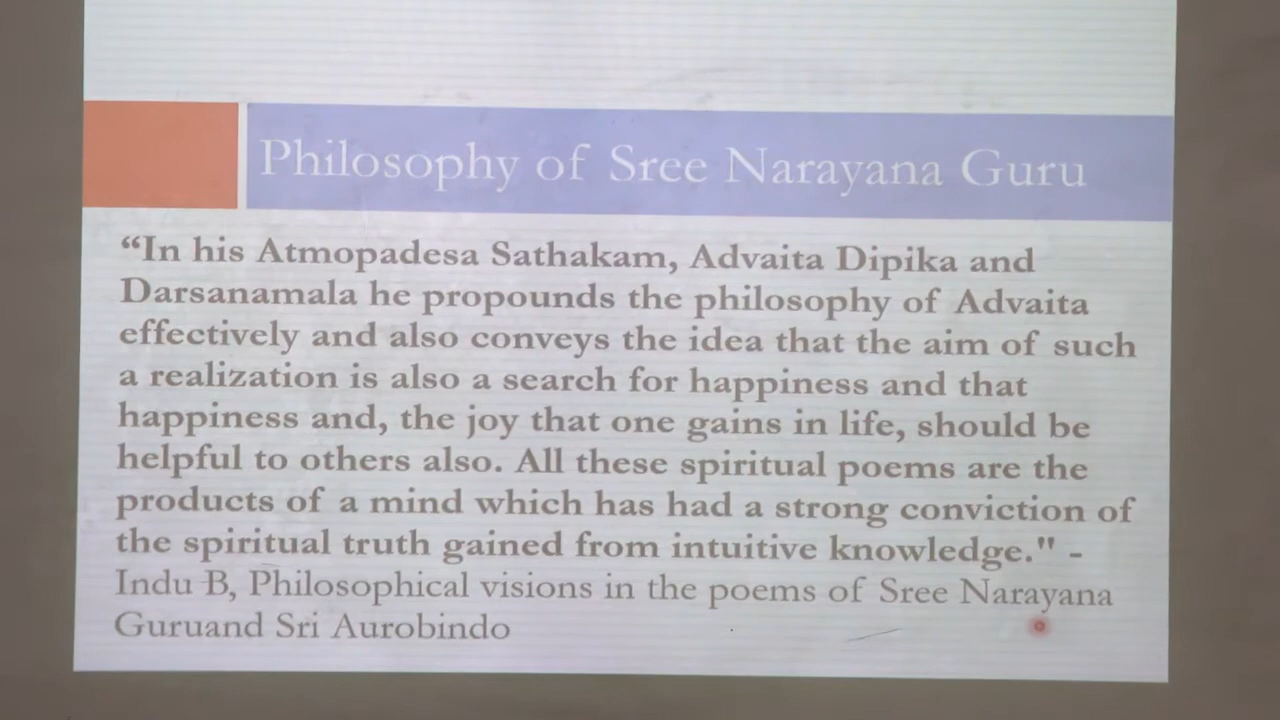 Philosophy of Sree Narayana Guru
“In his Atmopadesa Sathakam, Advaita Dipika and
Darsanamala he propounds the philosophy of Advaita
effectively and also conveys the idea that the aim of such
a realization is also a search for happiness and that
happiness and, the joy that one gains in life, should be
helpful to others also. All these spiritual poems are the
products of a mind which has had a strong conviction of
the spiritual truth gained from intuitive knowledge." -
Indu B, Philosophical visions in the poems of Sree Narayana
Guruand Sri Aurobindo